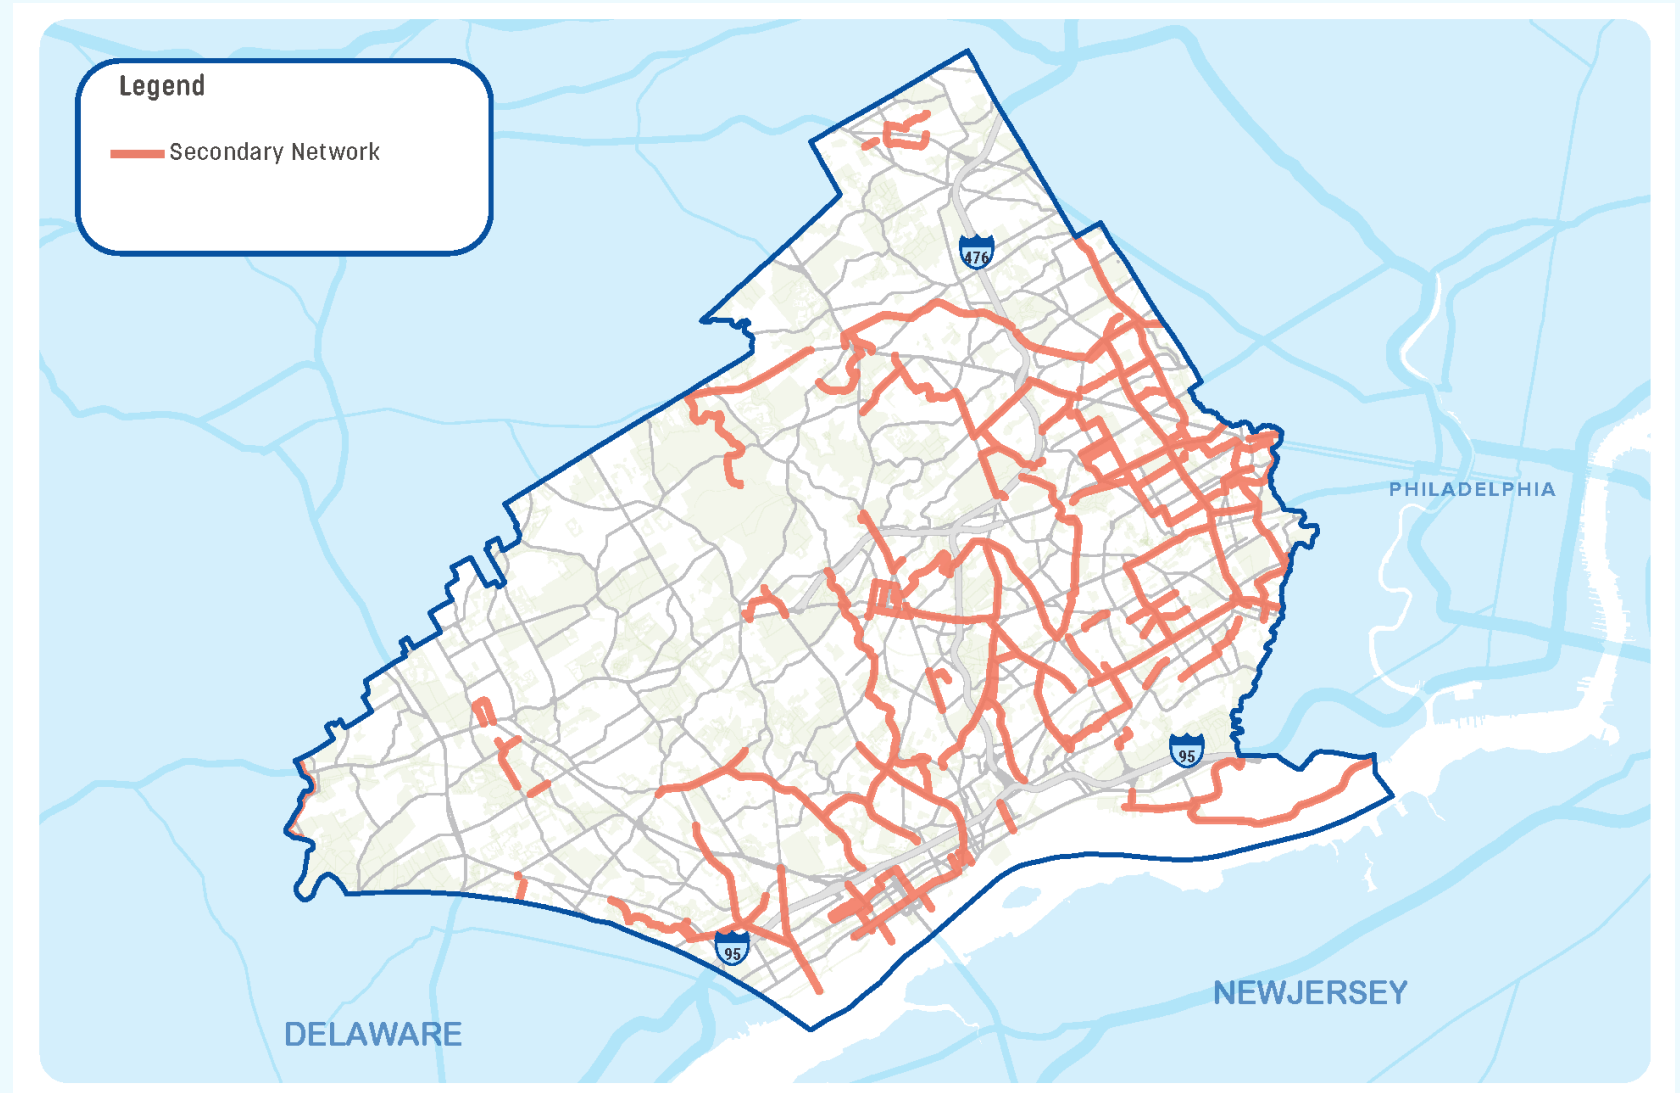 Legend
Secondary Network
476
PHILADELPHIA
95
95
NEWJERSEY
DELAWARE